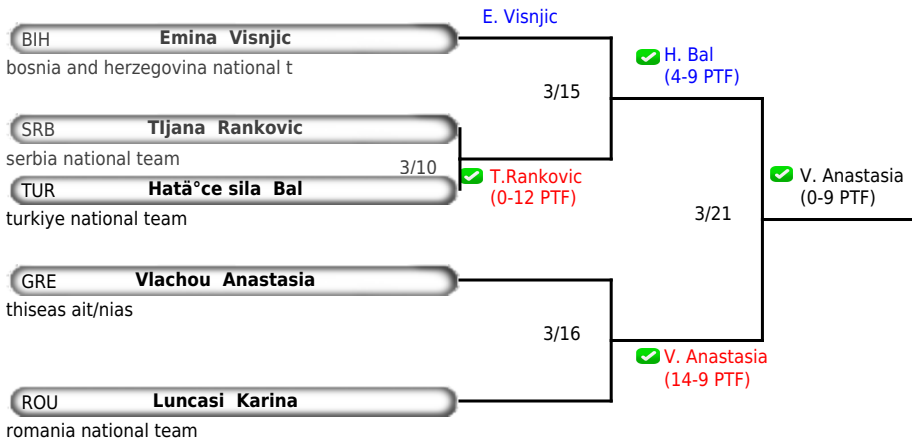 E. Visnjic
BIH Emina Visnjic
bosnia and herzegovina national t
H. Bal
(4-9 PTF)
3/15
SRB TIjana Rankovic
serbia national team
3/10
T.Rankovic
(0-12 PTF)
TUR Hatä°ce sila Bal
turkiye national team
V. Anastasia
(0-9 PTF)
3/21
GRE Vlachou Anastasia
thiseas ait/nias
3/16
V. Anastasia
(14-9 PTF)
ROU Luncasi Karina
romania national team